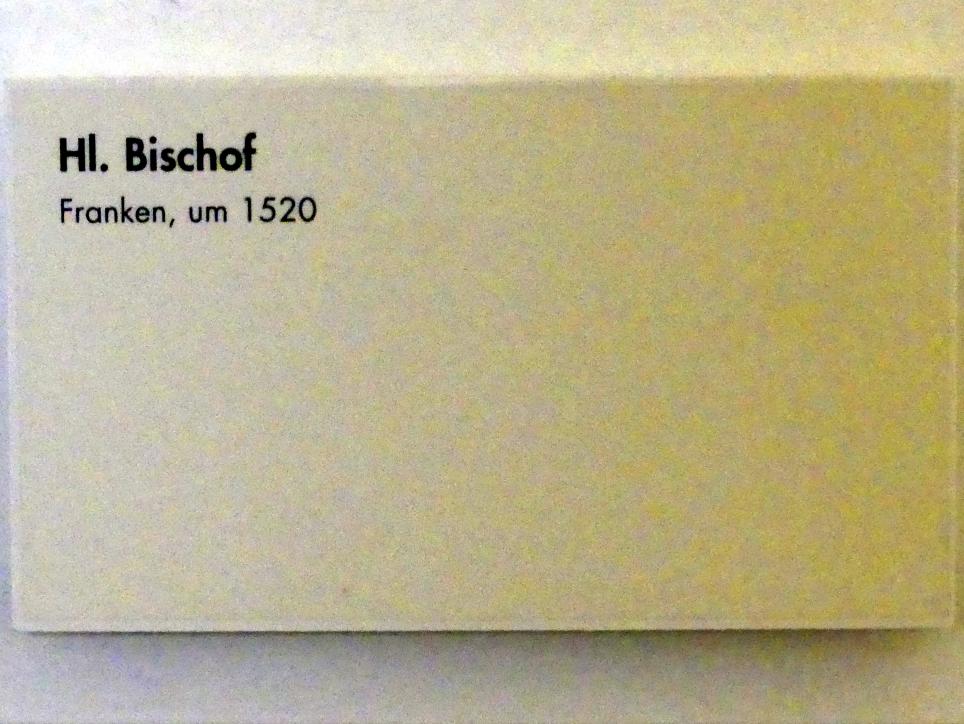 Hl. Bischof
Franken, um 1520